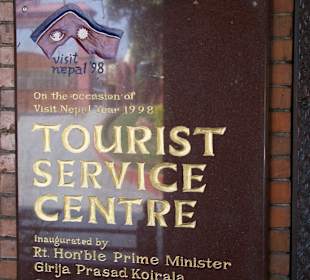 visit
nepal '98
On the occasion of
Visit Nepal Year 1998
TOURIST
SERVICE
CENTRE
Inaugurated by
Rt. Hon'ble Prime Minister
Girija Prasad Koirala